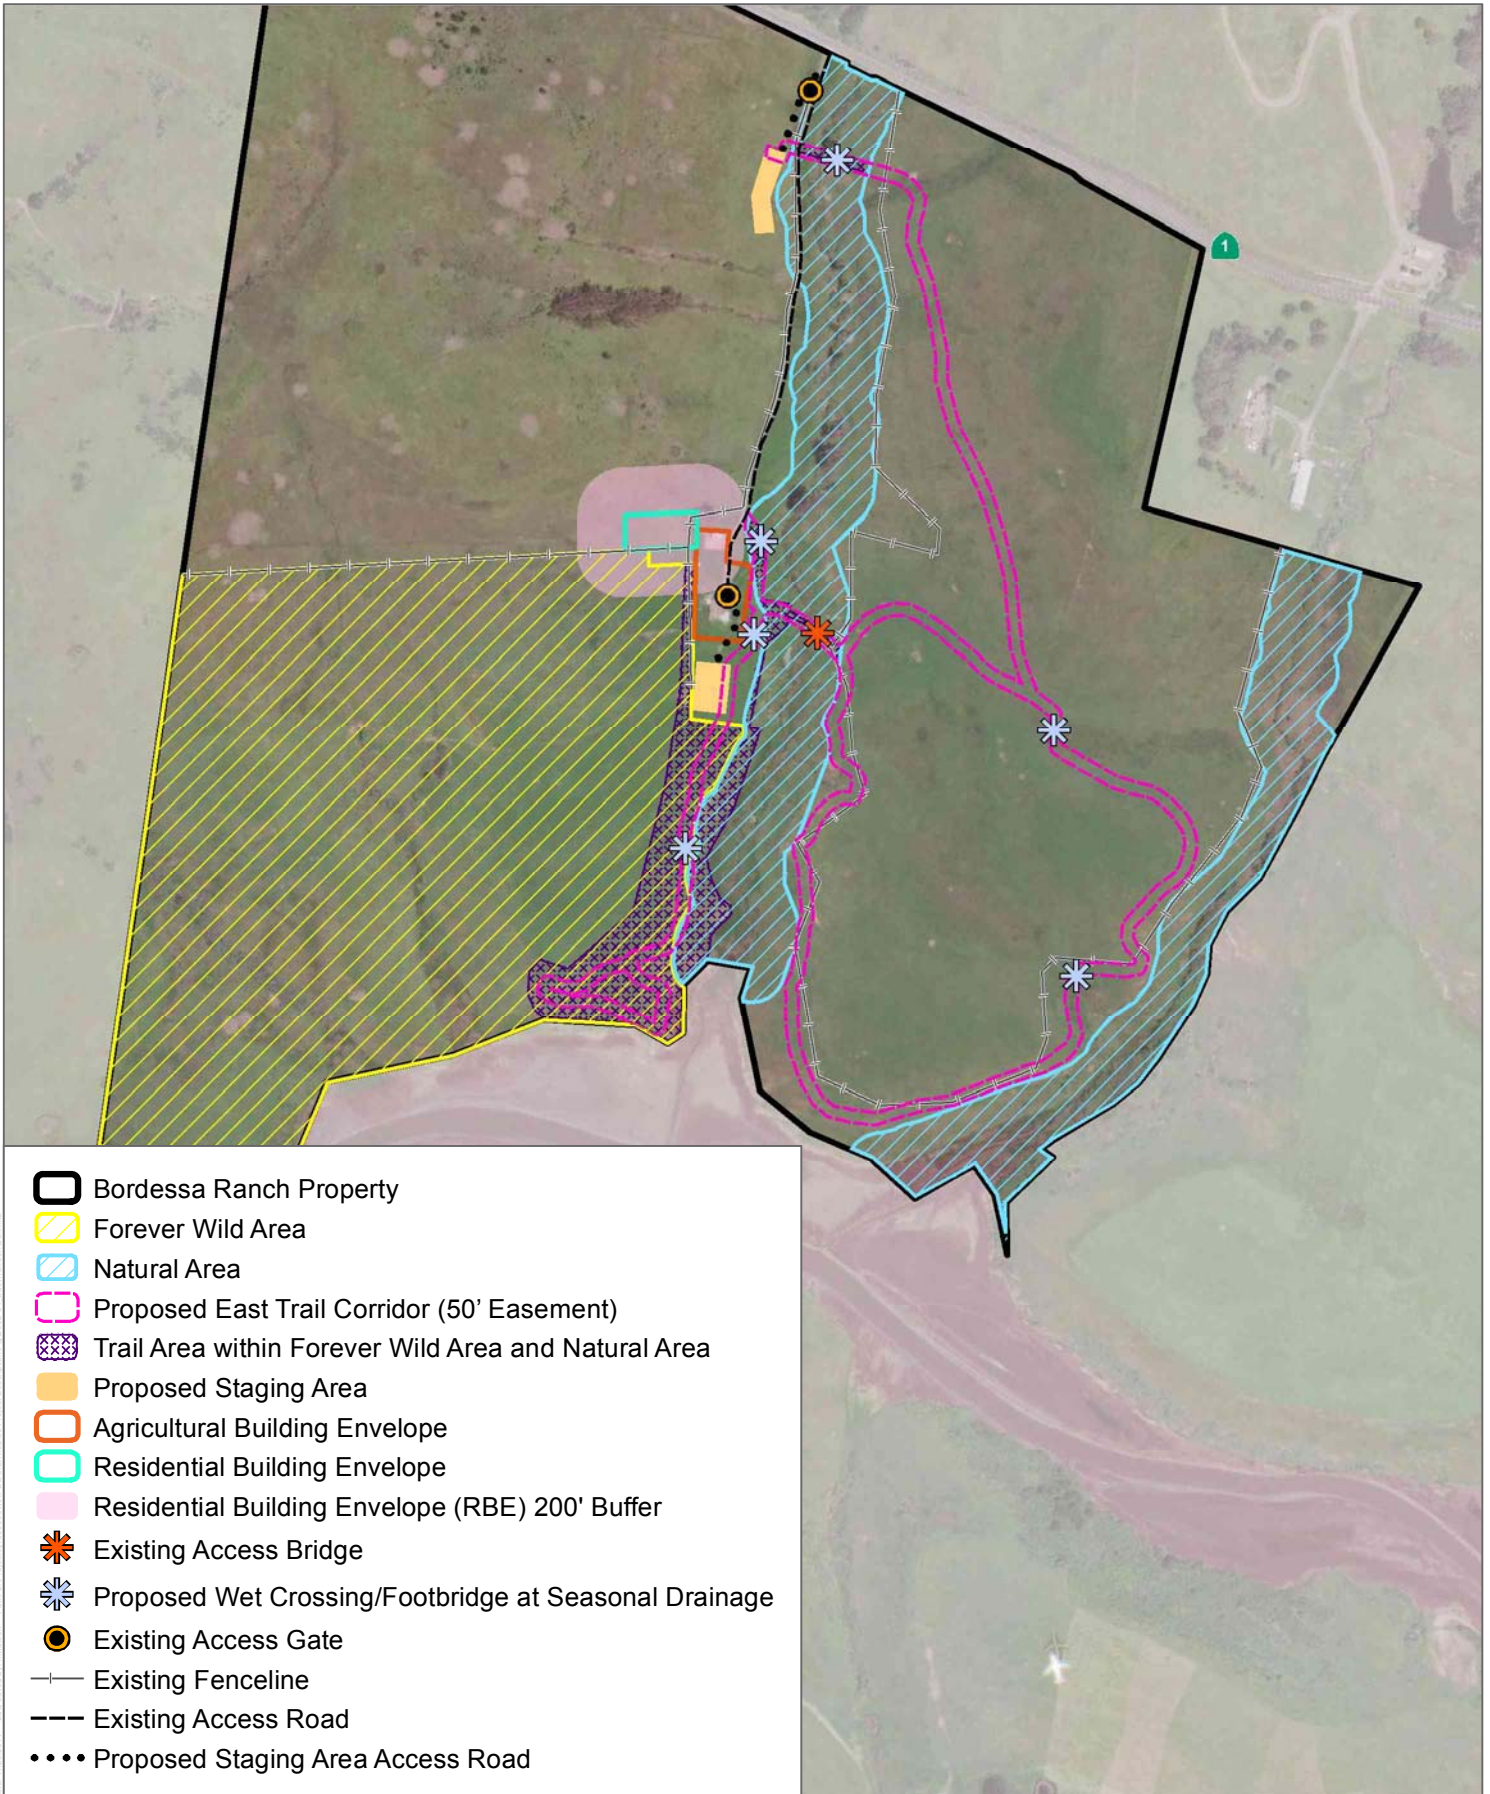 1
Bordessa Ranch Property
Forever Wild Area
Natural Area
Proposed East Trail Corridor (50’ Easement)
Trail Area within Forever Wild Area and Natural Area
Proposed Staging Area
Agricultural Building Envelope
Residential Building Envelope
Residential Building Envelope (RBE) 200' Buffer
Existing Access Bridge
Proposed Wet Crossing/Footbridge at Seasonal Drainage
Existing Access Gate
Existing Fenceline
Existing Access Road
Proposed Staging Area Access Road